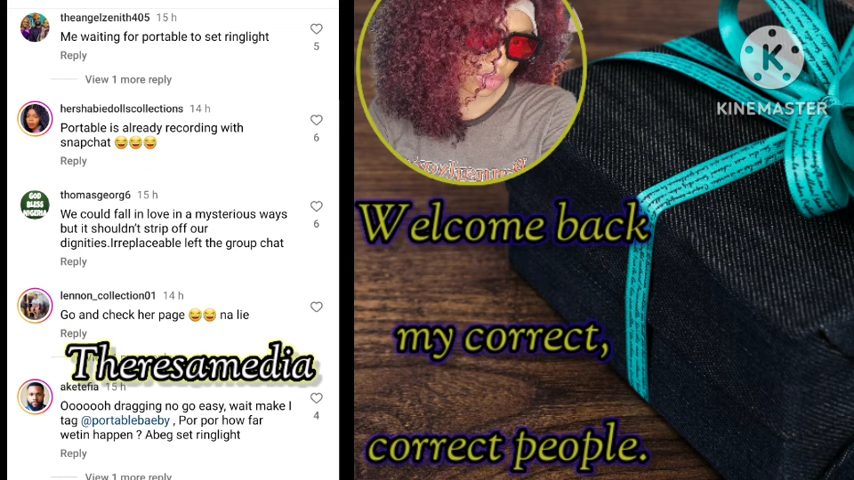 theangelzenith405 15 h
Me waiting for portable to set ringlight
5
Reply
View 1 more reply
hershabiedollscollections 14 h
Portable is already recording with
snapchat 😂😂😂
6
Reply
thomasgeorg6 15 h
We could fall in love in a mysterious ways
but it shouldn't strip off our
dignities.Irreplaceable left the group chat
6
Reply
GOD
BLESS
NIGERIA
lennon_collection01 14 h
Go and check her page 😂😂 na lie
Reply
Theresamedia
aketefia 15 h
Ooooooh dragging no go easy, wait make I
tag @portablebaeby , Por por how far
wetin happen ? Abeg set ringlight
4
Reply
View 1 more reply
K
KINEMASTER
Welcome back
my correct,
correct people.